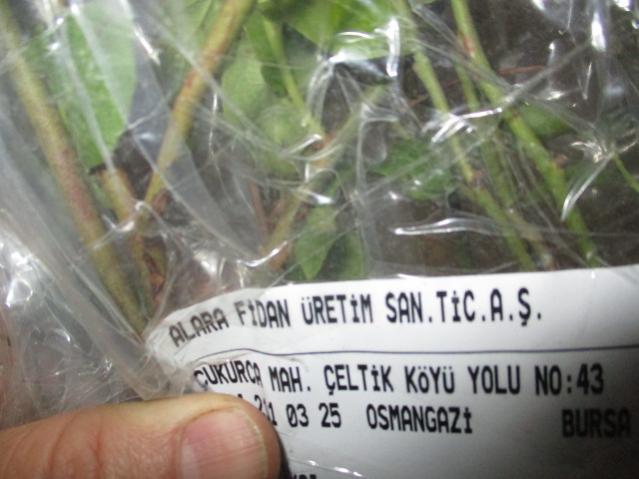 ALARA FİDAN ÜRETİM SAN.TİC.A.Ş.
ÇUKURCA MAH. ÇELTİK KÖYÜ YOLU NO:43
03 25 OSMANGAZİ BURSA